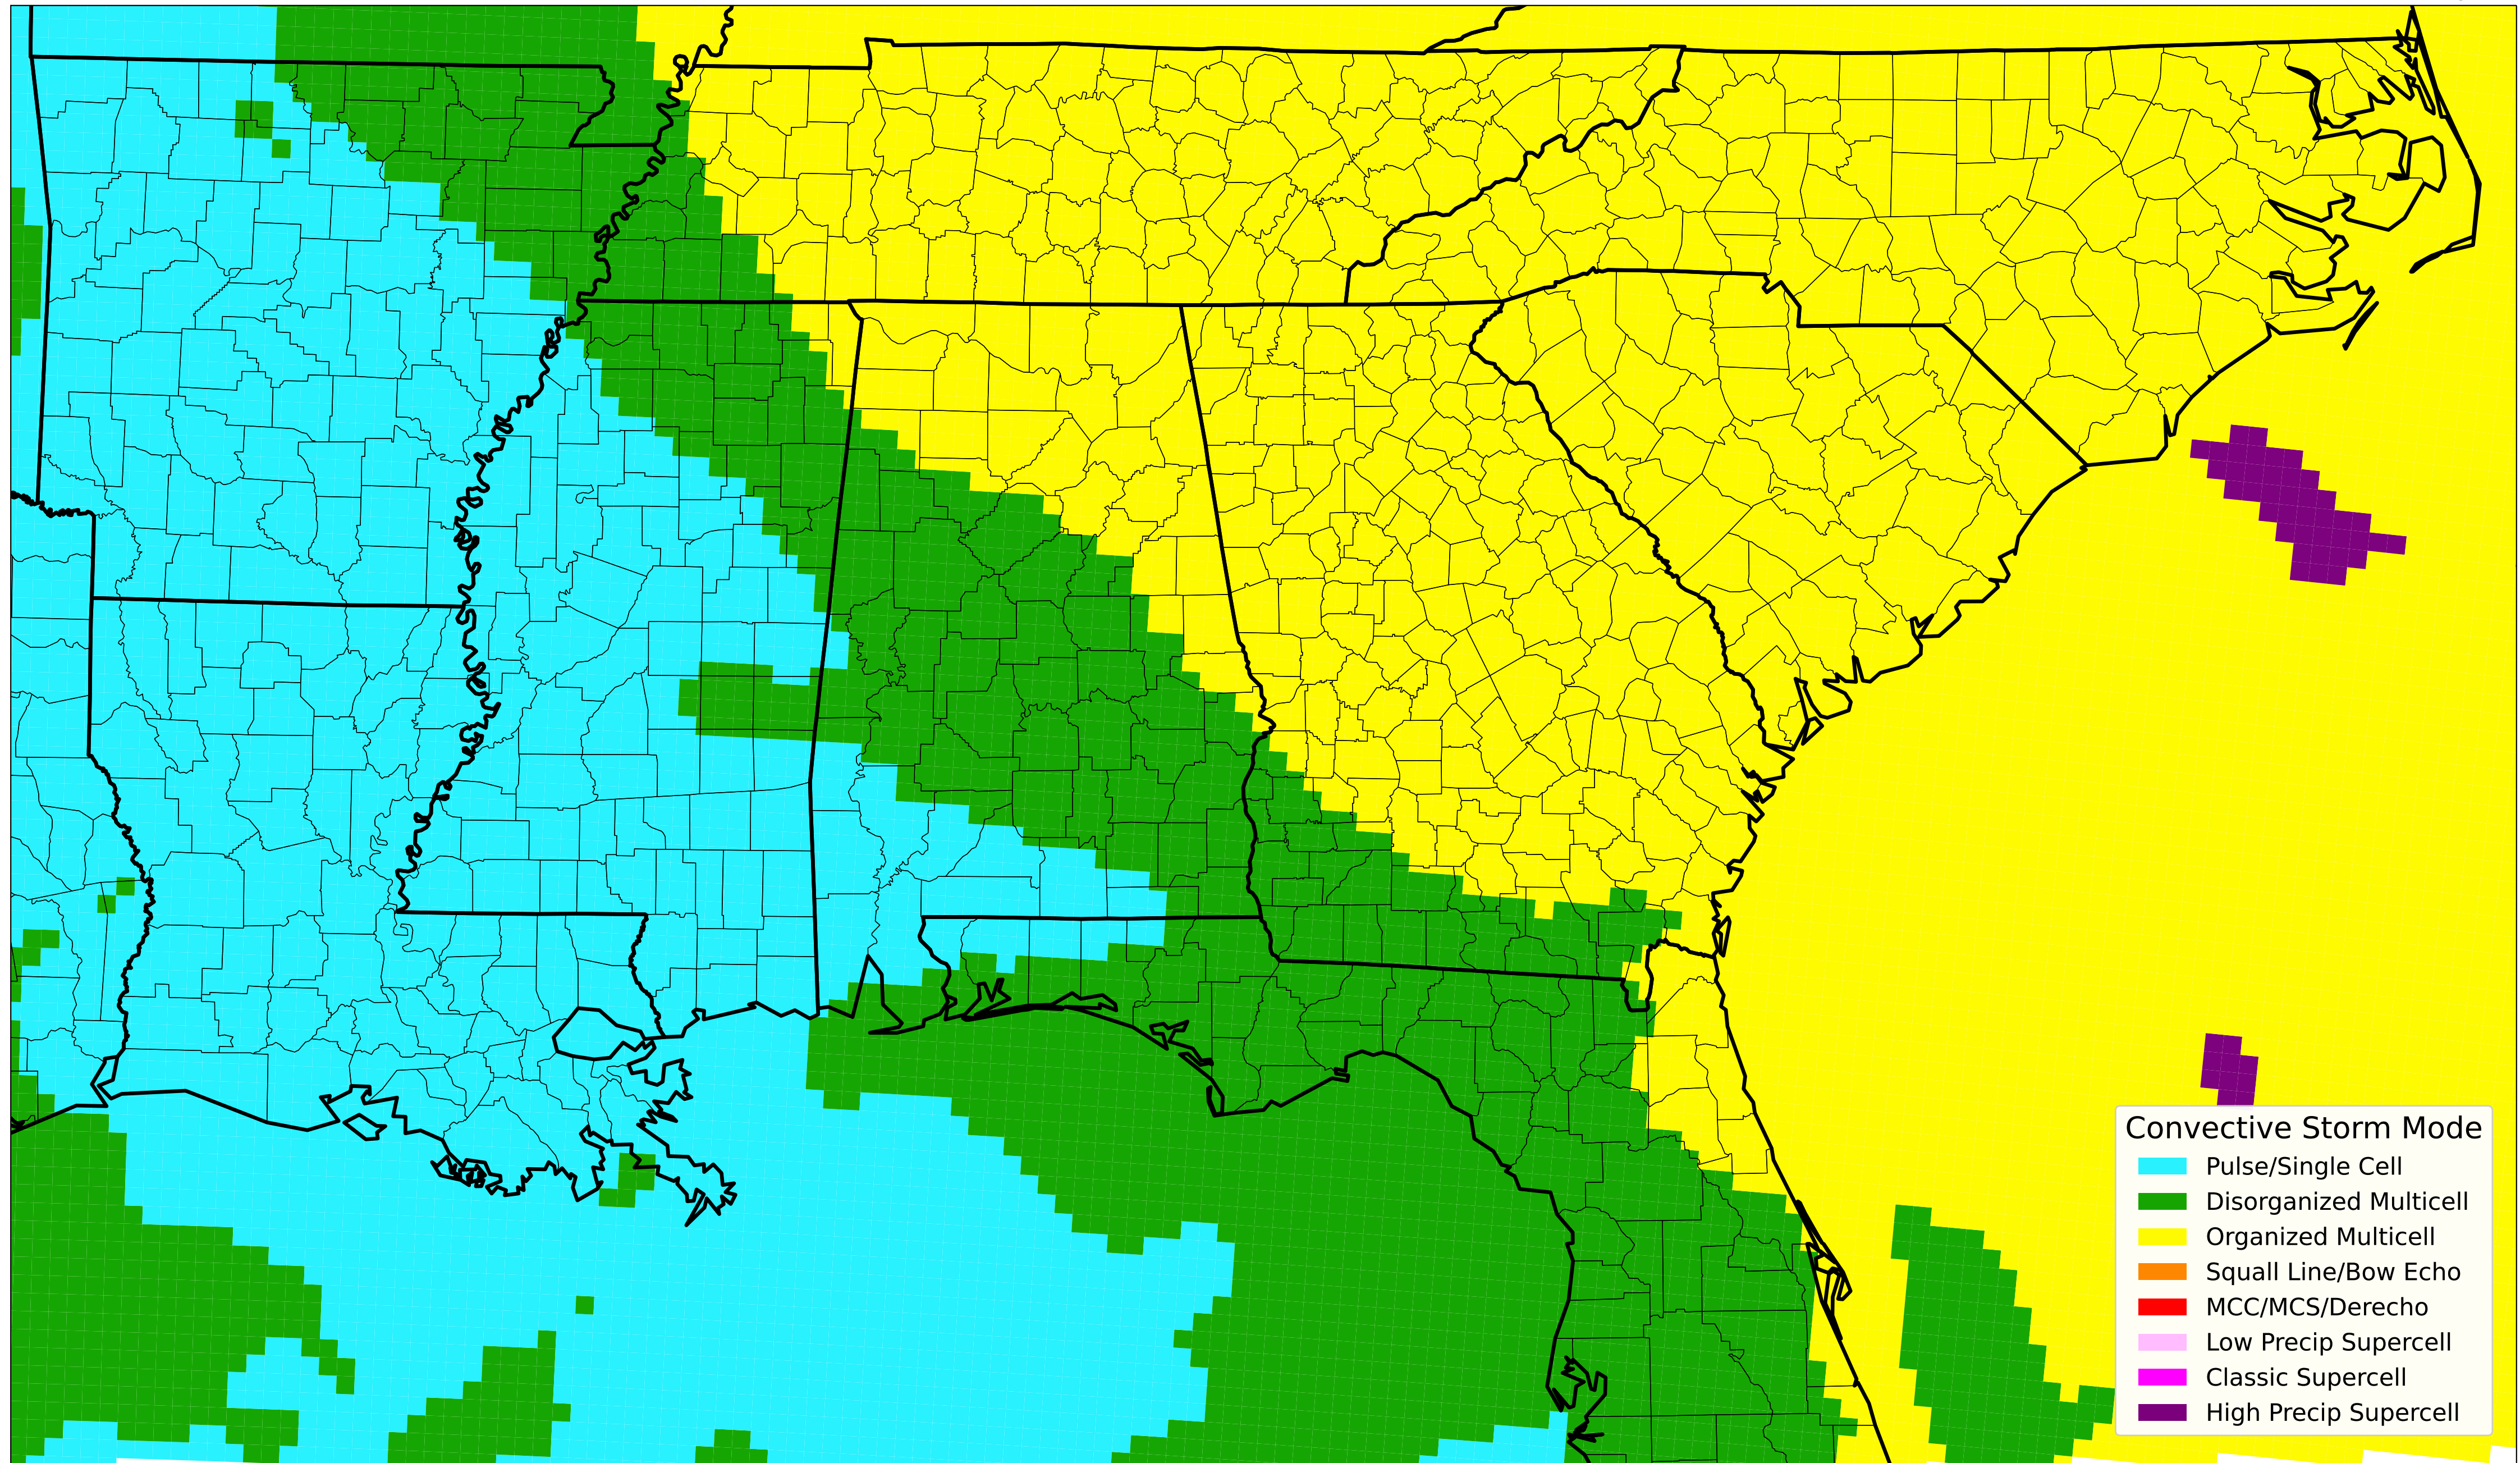 Convective Storm Mode
Pulse/Single Cell
Disorganized Multicell
Organized Multicell
Squall Line/Bow Echo
MCC/MCS/Derecho
Low Precip Supercell
Classic Supercell
High Precip Supercell